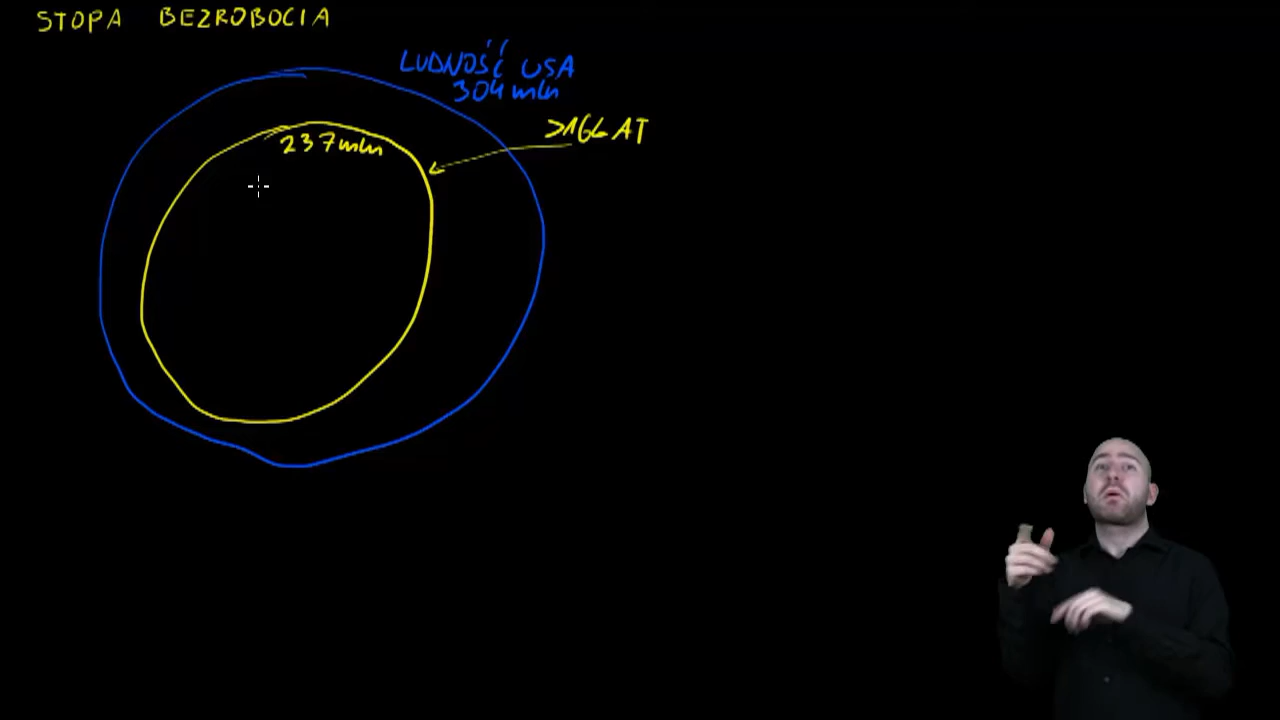 STOPA BEZROBOCIA
LUDNOŚĆ USA
304 mln
>16 LAT
237 mln